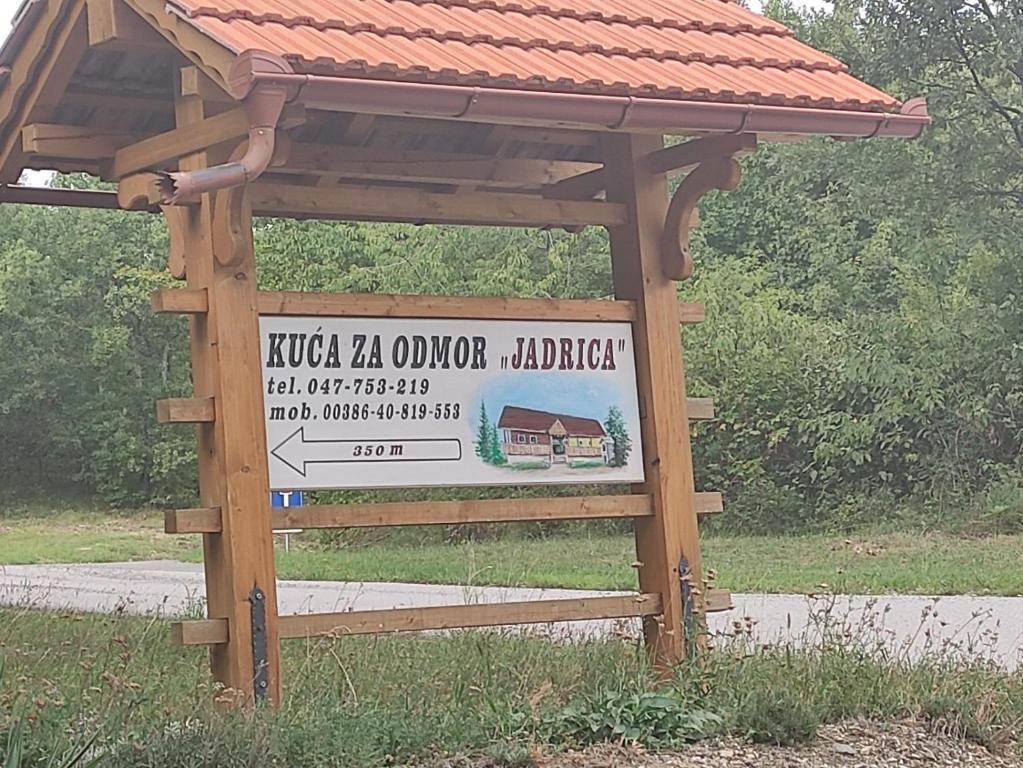 KUĆA ZA ODMOR „JADRICA"
tel. 047-753-219
mob. 00386-40-819-553
350 m